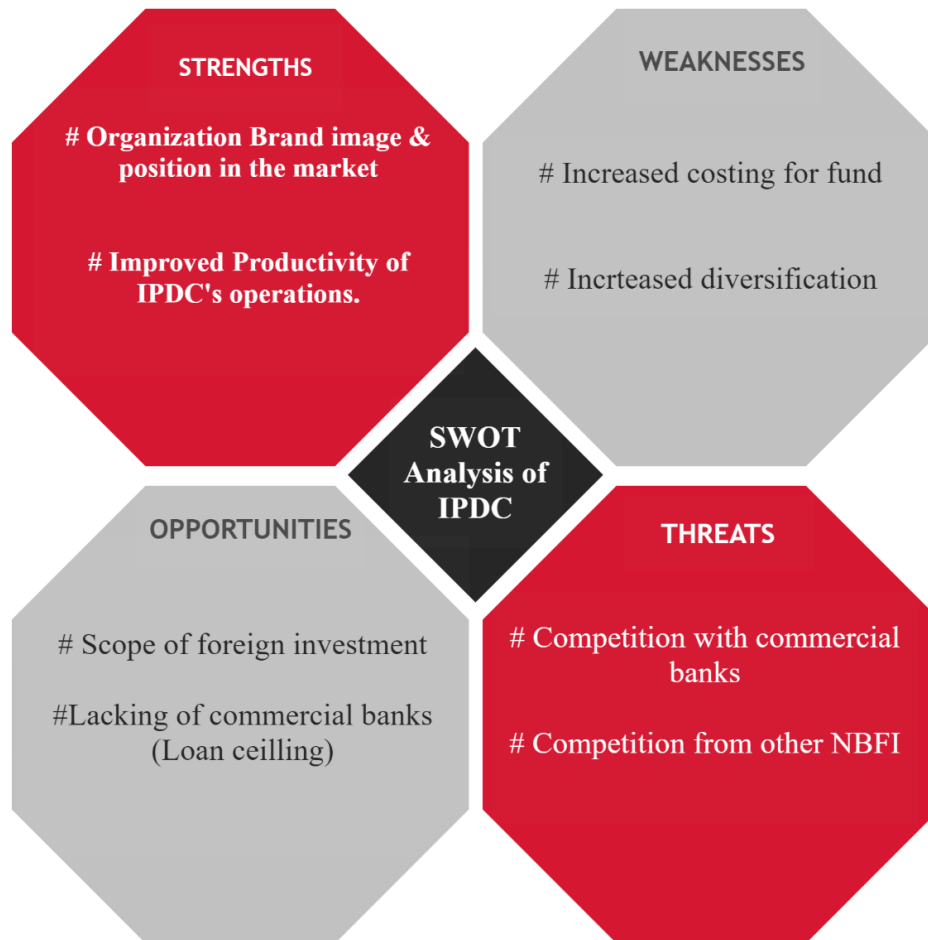 STRENGTHS
# Organization Brand image &
position in the market
# Improved Productivity of
IPDC's operations.
WEAKNESSES
# Increased costing for fund
# Incrteased diversification
SWOT
Analysis of
IPDC
OPPORTUNITIES
# Scope of foreign investment
#Lacking of commercial banks
(Loan ceilling)
THREATS
# Competition with commercial
banks
# Competition from other NBFI